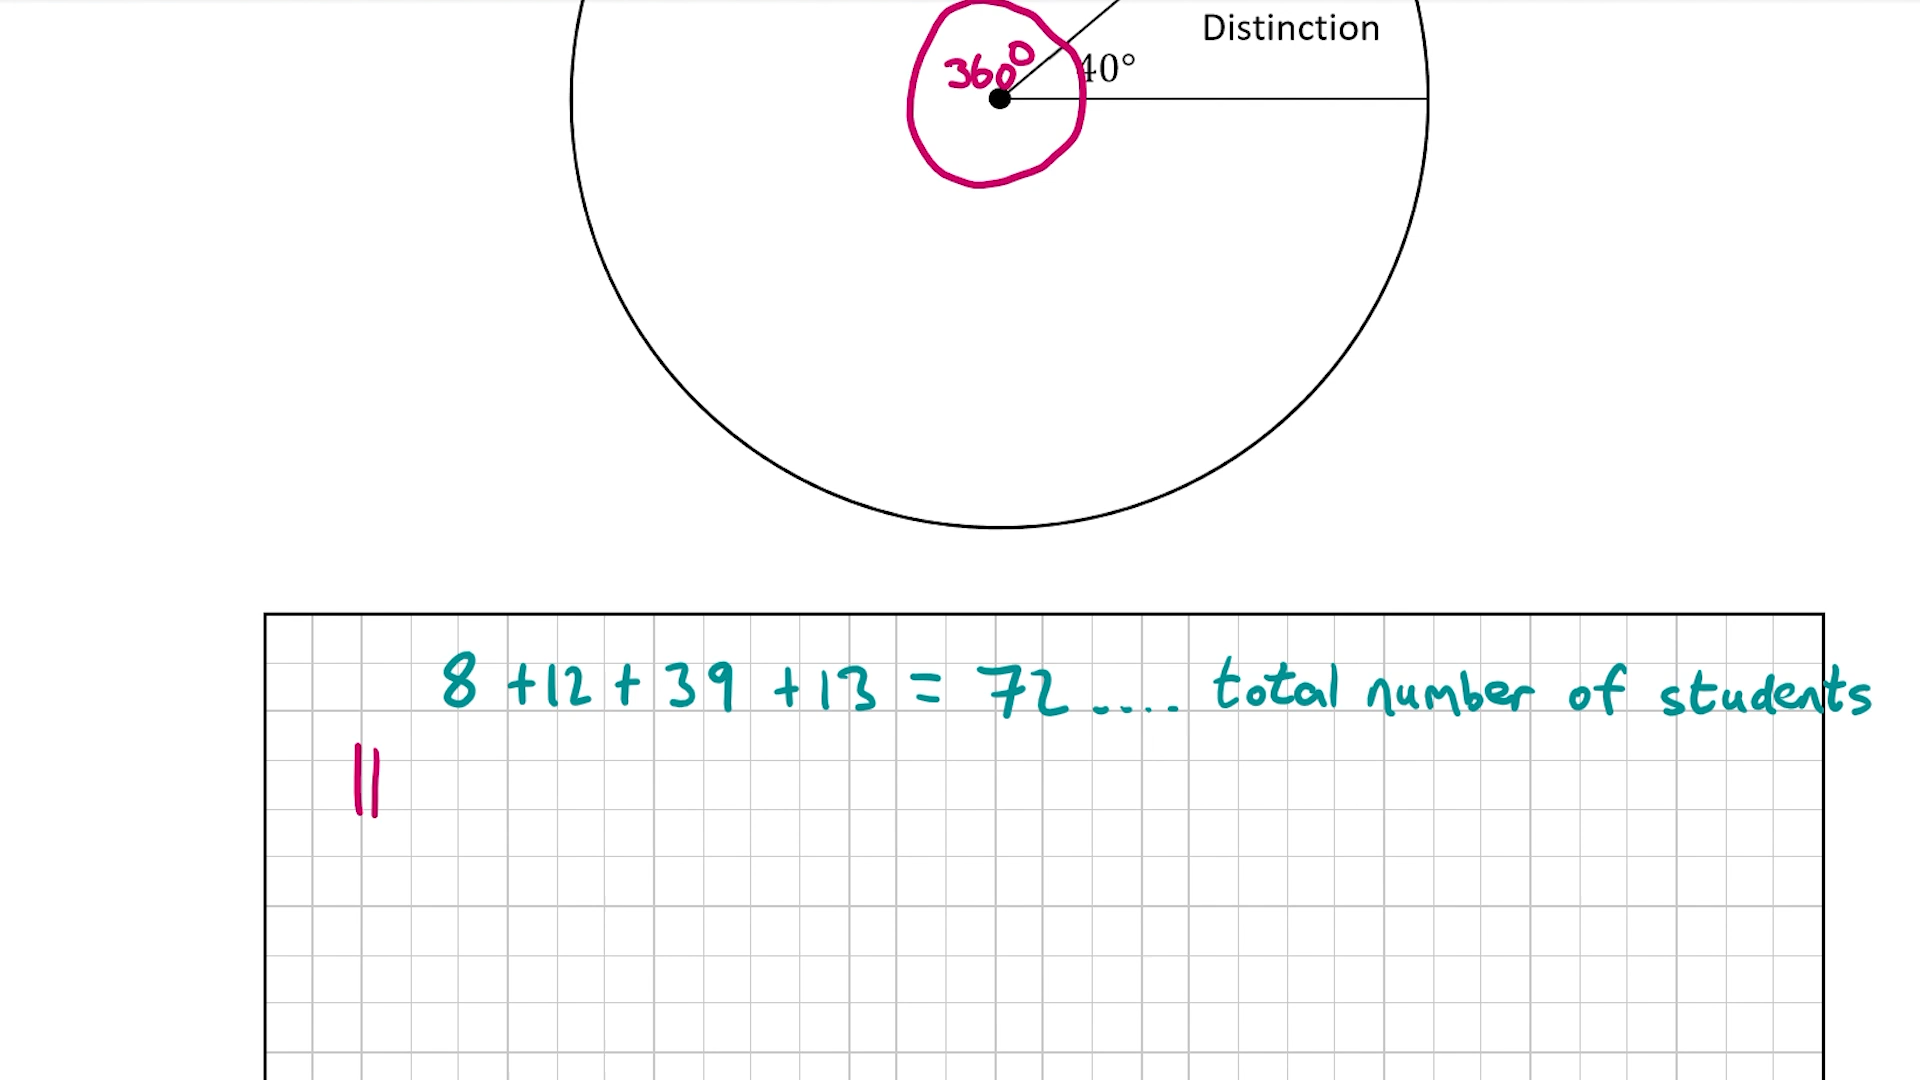 Distinction
360°
40°
8 + 12 + 39 + 13 = 72 .... total number of students